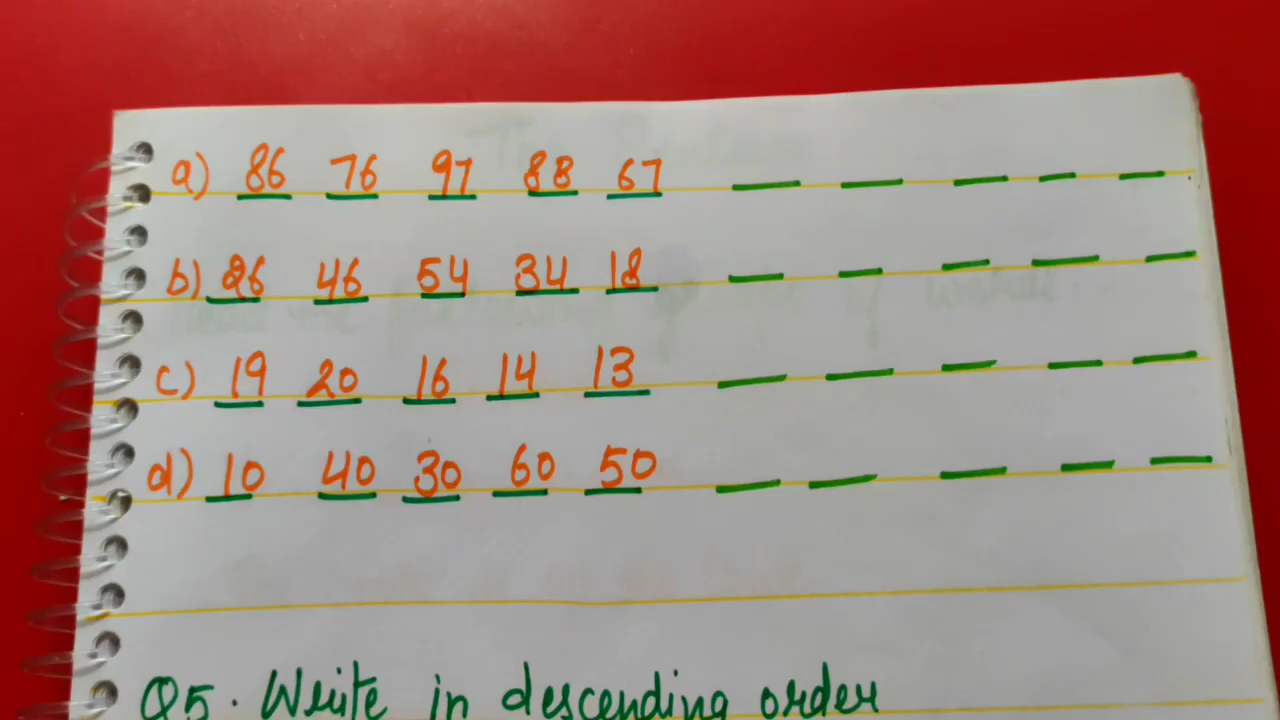 a) 86 76 97 88 67
b) 26 46 54 34 18
c) 19 20 16 14 13
d) 10 40 30 60 50
Q5. Write in descending order